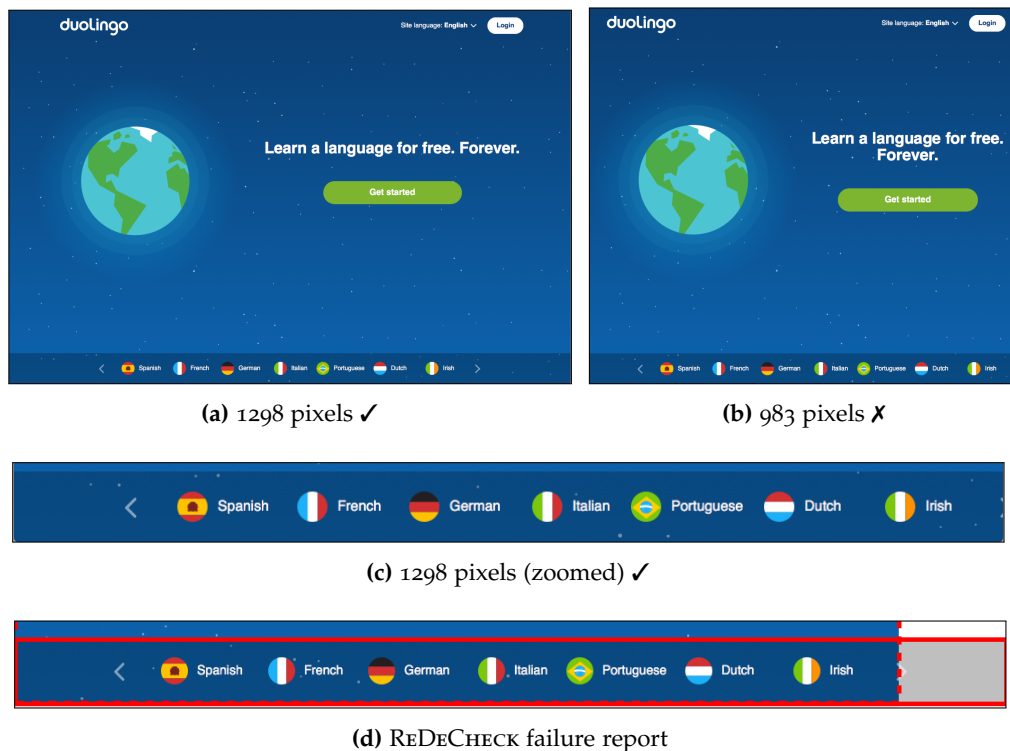 duolingo
Site language: English
Login
Learn a language for free. Forever.
Get started
Spanish French German Italian Portuguese Dutch Irish
(a) 1298 pixels ✓
duolingo
Site language: English
Login
Learn a language for free.
Forever.
Get started
Spanish French German Italian Portuguese Dutch Irish
(b) 983 pixels ✗
Spanish French German Italian Portuguese Dutch Irish
(c) 1298 pixels (zoomed) ✓
Spanish French German Italian Portuguese Dutch Irish
(d) ReDeCheck failure report